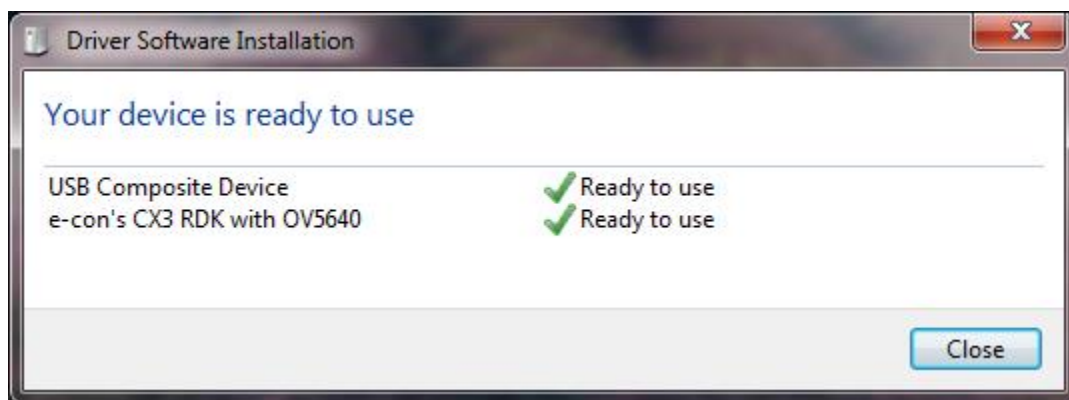 Driver Software Installation
Your device is ready to use
USB Composite Device Ready to use
e-con's CX3 RDK with OV5640 Ready to use
Close